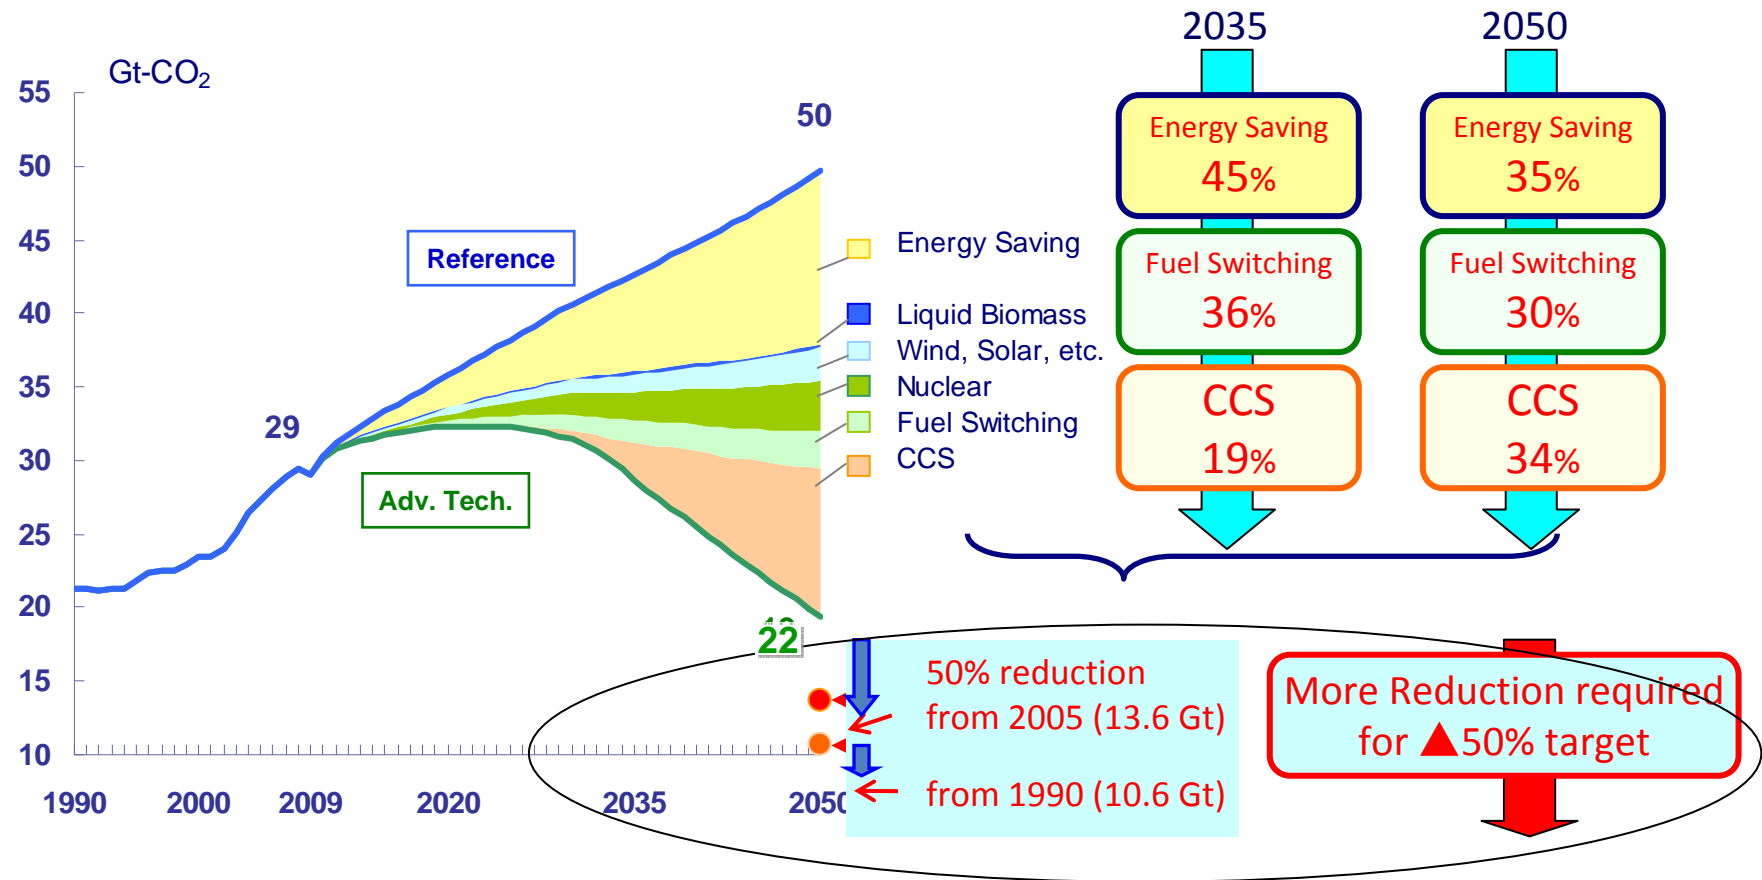 Gt-CO2
55
50
45
40
35
30
25
20
15
10
1990
2000
2009
2020
2035
2050
50
29
22
Reference
Adv. Tech.
Energy Saving
Liquid Biomass
Wind, Solar, etc.
Nuclear
Fuel Switching
CCS
2035
Energy Saving
45%
Fuel Switching
36%
CCS
19%
2050
Energy Saving
35%
Fuel Switching
30%
CCS
34%
50% reduction
from 2005 (13.6 Gt)
from 1990 (10.6 Gt)
More Reduction required
for ▲50% target